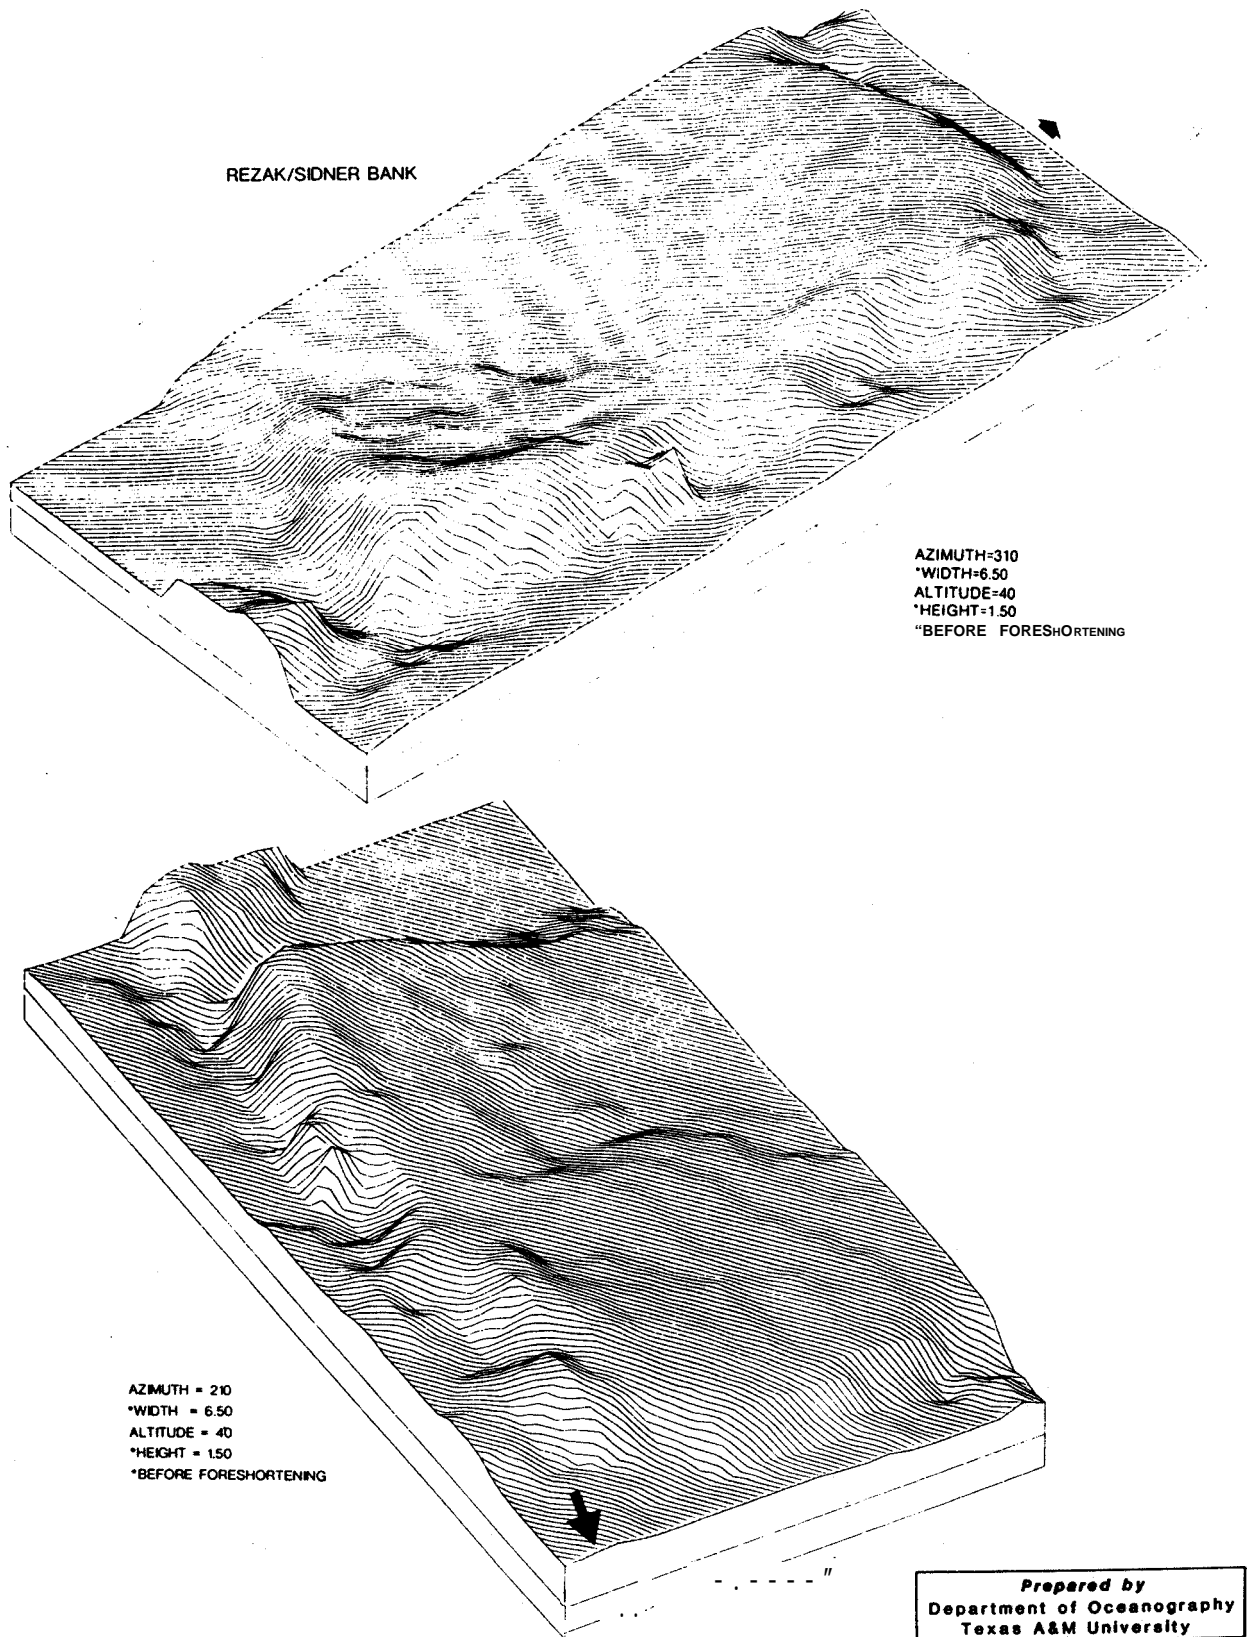 REZAK/SIDNER BANK
AZIMUTH=310
*WIDTH=6.50
ALTITUDE=40
*HEIGHT=1.50
"BEFORE FORESHORTENING
AZIMUTH = 210
*WIDTH = 6.50
ALTITUDE = 40
*HEIGHT = 1.50
*BEFORE FORESHORTENING
Prepared by
Department of Oceanography
Texas A&M University